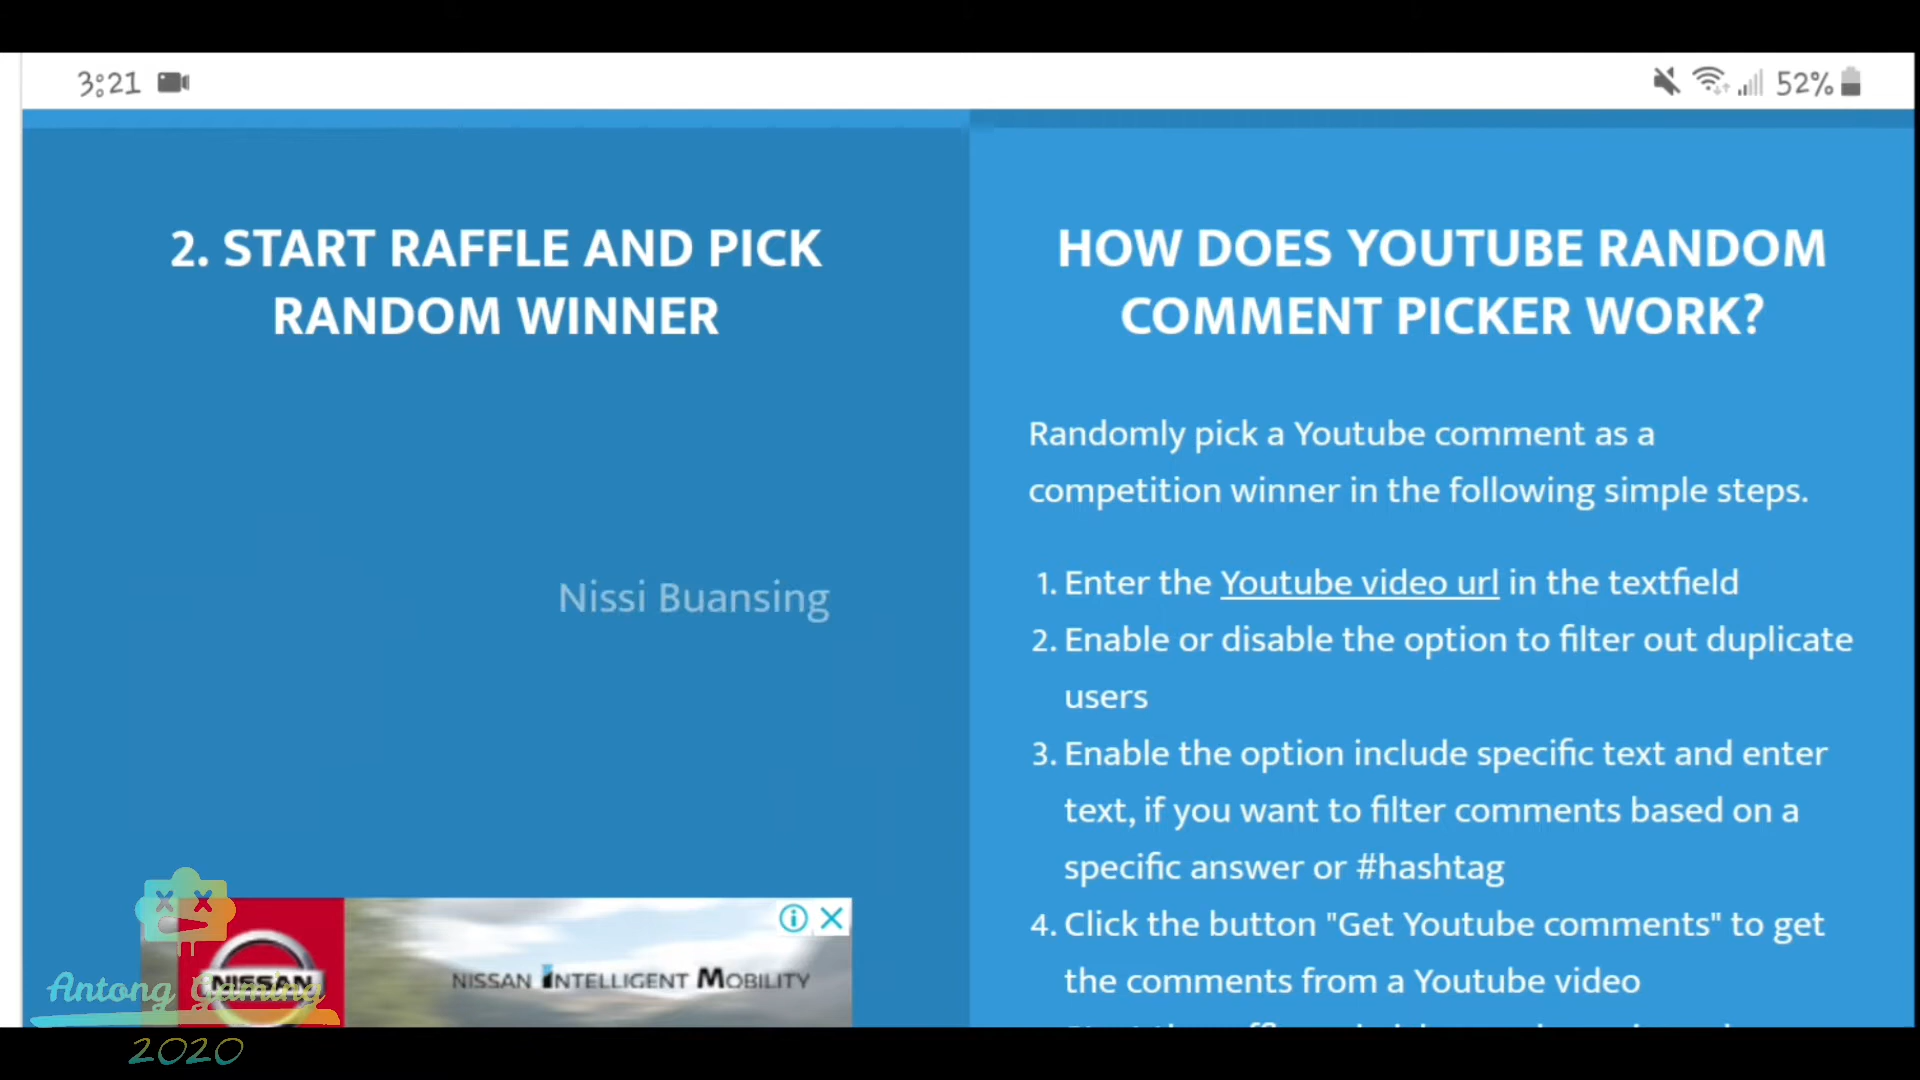 3:21
52%
2. START RAFFLE AND PICK
RANDOM WINNER
Nissi Buansing
HOW DOES YOUTUBE RANDOM
COMMENT PICKER WORK?
Randomly pick a Youtube comment as a
competition winner in the following simple steps.
1. Enter the Youtube video url in the textfield
2. Enable or disable the option to filter out duplicate
users
3. Enable the option include specific text and enter
text, if you want to filter comments based on a
specific answer or #hashtag
4. Click the button "Get Youtube comments" to get
the comments from a Youtube video
NISSAN
NISSAN INTELLIGENT MOBILITY
Antong Gaming
2020